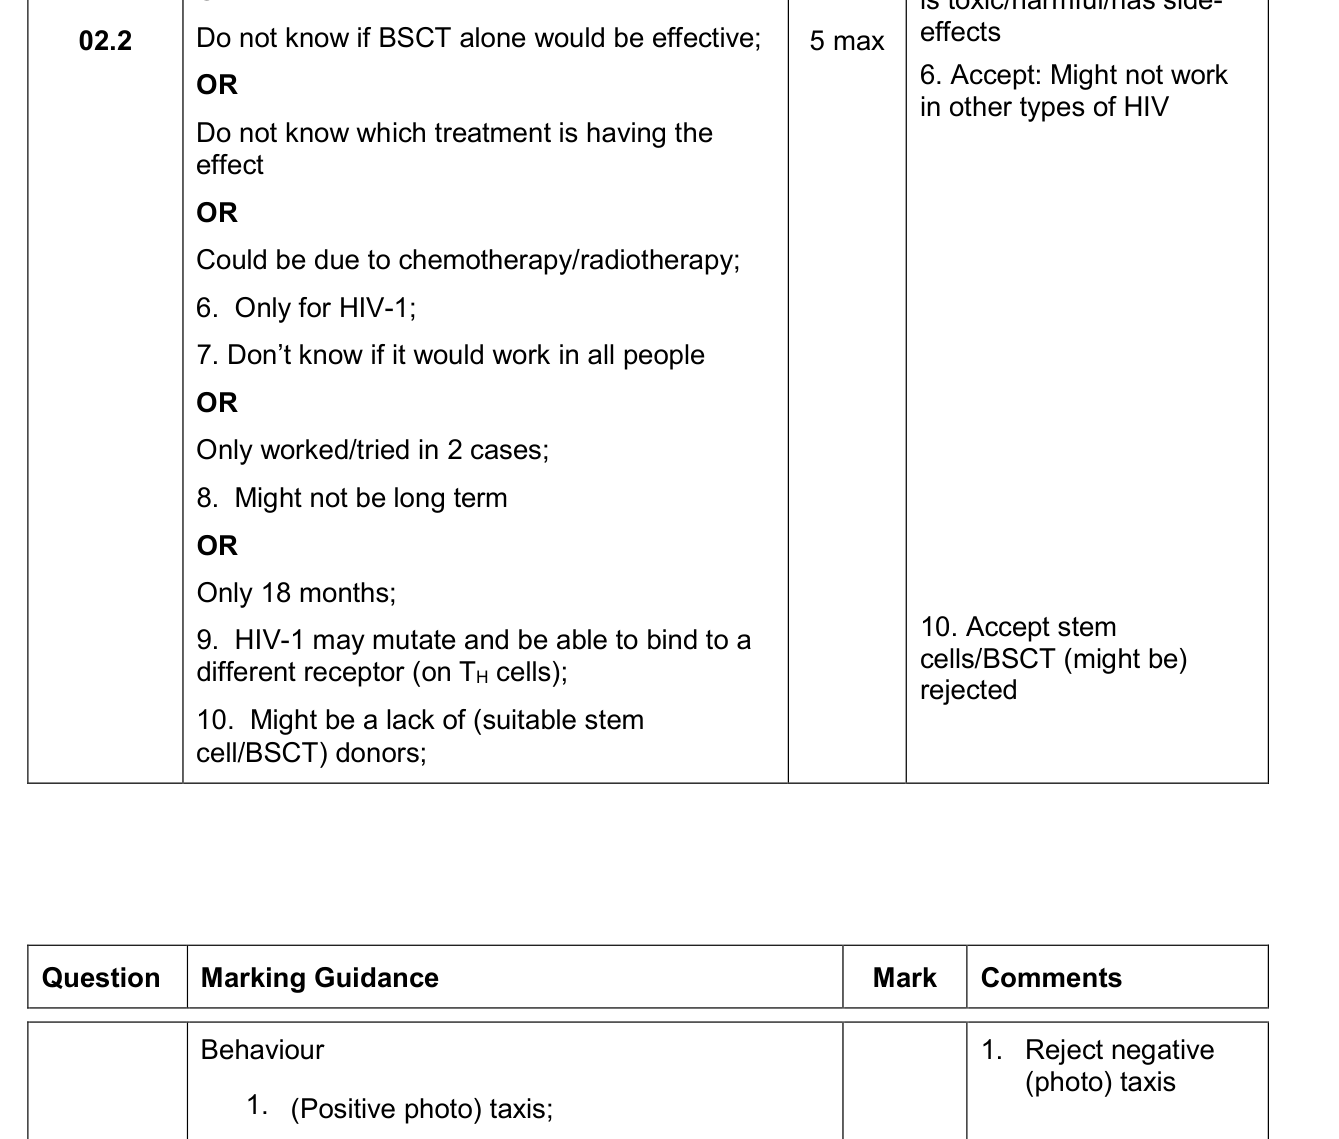 is toxic/harmful/has side-
02.2
Do not know if BSCT alone would be effective;
5 max
effects
OR
6. Accept: Might not work
in other types of HIV
Do not know which treatment is having the
effect
OR
Could be due to chemotherapy/radiotherapy;
6. Only for HIV-1;
7. Don’t know if it would work in all people
OR
Only worked/tried in 2 cases;
8. Might not be long term
OR
Only 18 months;
9. HIV-1 may mutate and be able to bind to a
different receptor (on TH cells);
10. Might be a lack of (suitable stem
cell/BSCT) donors;
10. Accept stem
cells/BSCT (might be)
rejected
Question
Marking Guidance
Mark
Comments
Behaviour
1. (Positive photo) taxis;
1. Reject negative
(photo) taxis